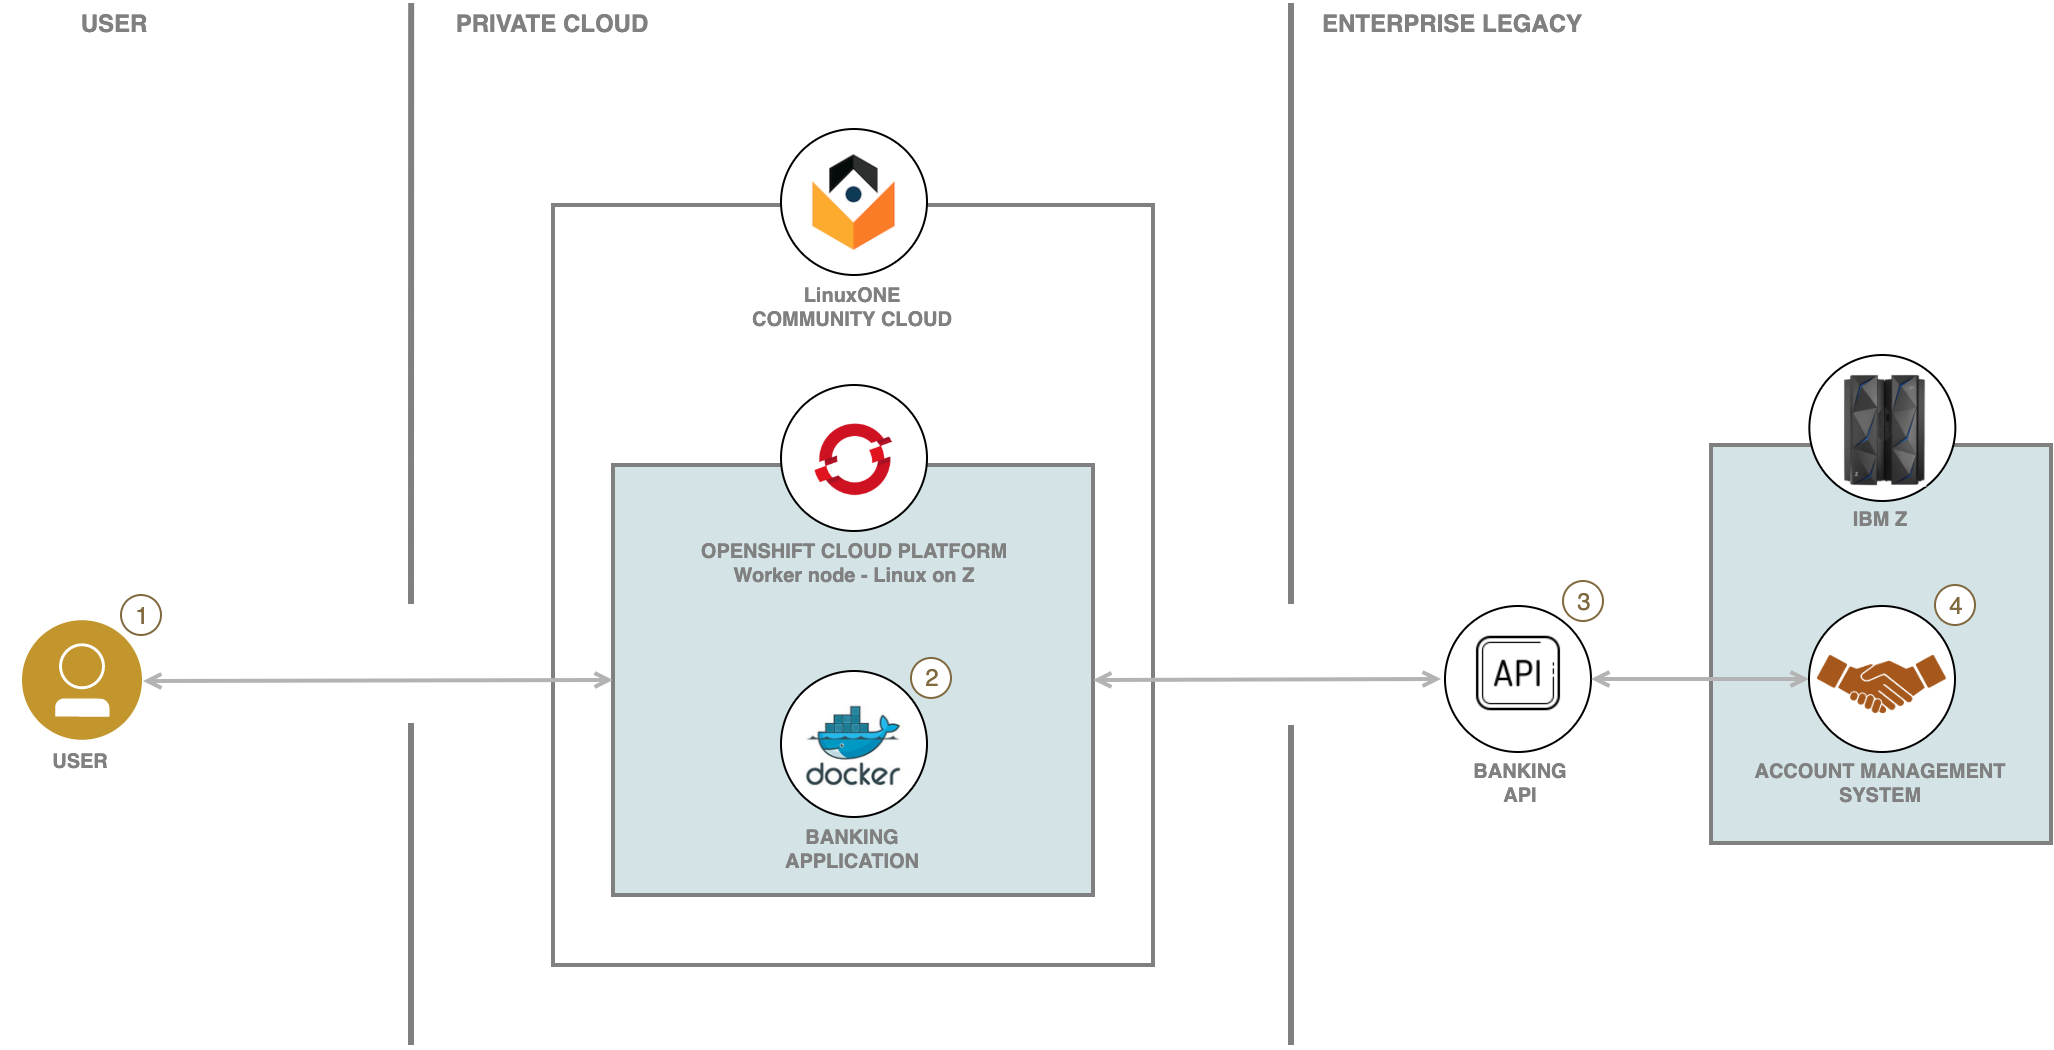 USER
PRIVATE CLOUD
ENTERPRISE LEGACY
LinuxONE
COMMUNITY CLOUD
OPENSHIFT CLOUD PLATFORM
Worker node - Linux on Z
IBM Z
1
USER
2
docker
BANKING
APPLICATION
3
API
BANKING
API
4
ACCOUNT MANAGEMENT
SYSTEM